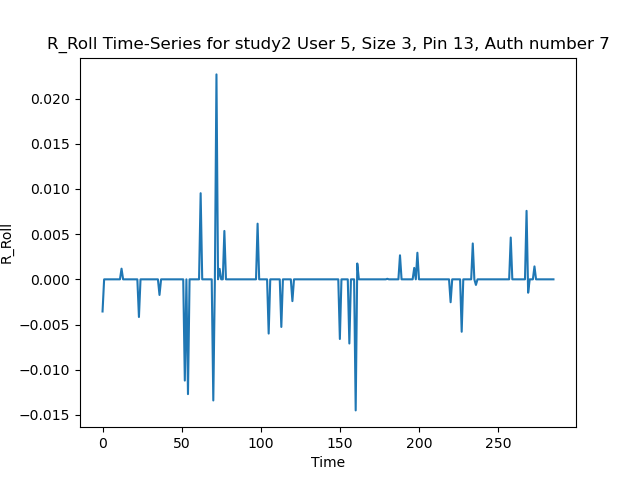 R_Roll Time-Series for study2 User 5, Size 3, Pin 13, Auth number 7
0.020
0.015
0.010
0.005
0.000
−0.005
−0.010
−0.015
R_Roll
0 50 100 150 200 250
Time